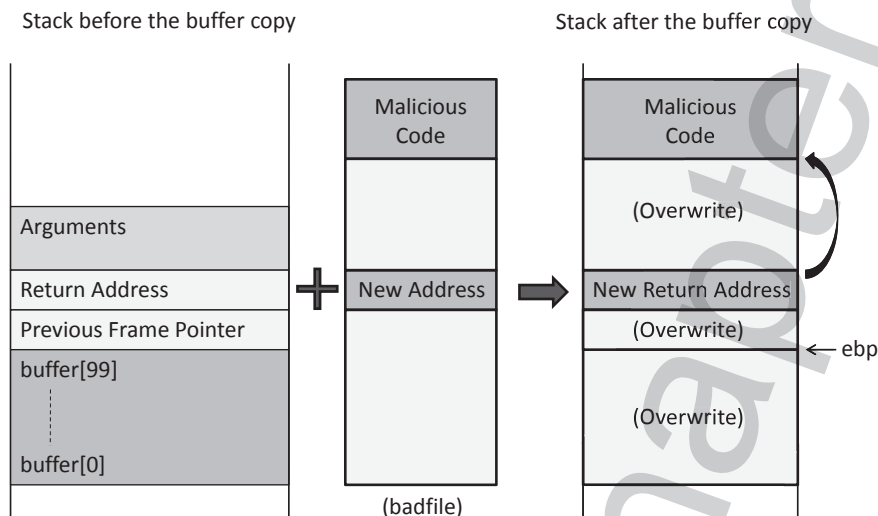 Stack before the buffer copy
Stack after the buffer copy
Arguments
Return Address
Previous Frame Pointer
buffer[99]
buffer[0]
Malicious
Code
New Address
(badfile)
Malicious
Code
(Overwrite)
New Return Address
(Overwrite)
ebp
(Overwrite)